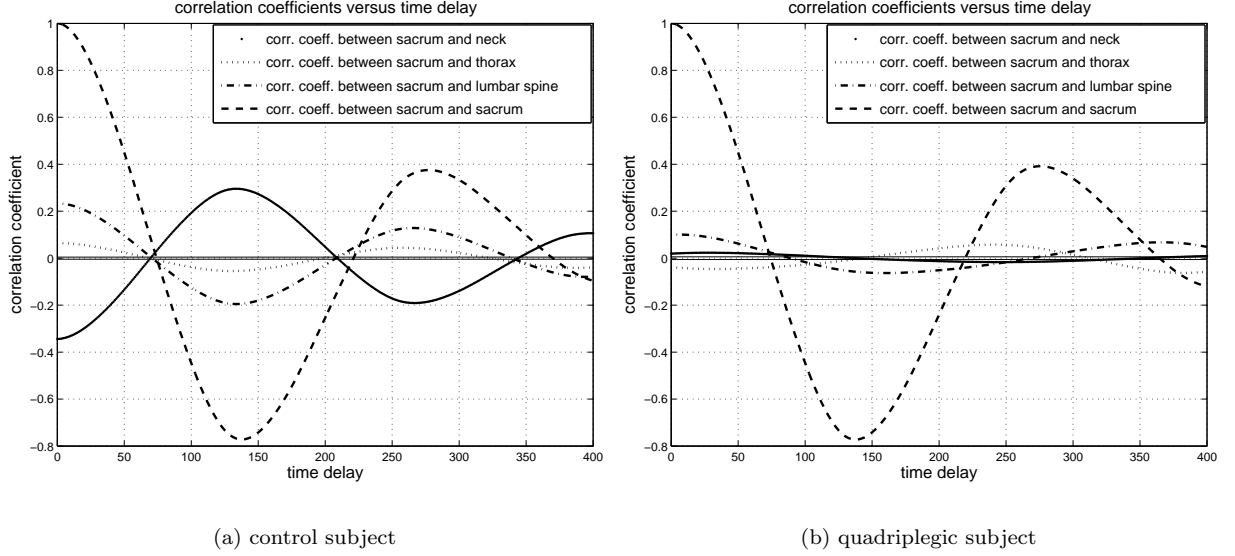 correlation coefficients versus time delay
corr. coeff. between sacrum and neck
corr. coeff. between sacrum and thorax
corr. coeff. between sacrum and lumbar spine
corr. coeff. between sacrum and sacrum
1
0.8
0.6
0.4
0.2
0
−0.2
−0.4
−0.6
−0.8
correlation coefficient
0 50 100 150 200 250 300 350 400
time delay
(a) control subject
correlation coefficients versus time delay
corr. coeff. between sacrum and neck
corr. coeff. between sacrum and thorax
corr. coeff. between sacrum and lumbar spine
corr. coeff. between sacrum and sacrum
1
0.8
0.6
0.4
0.2
0
−0.2
−0.4
−0.6
−0.8
correlation coefficient
0 50 100 150 200 250 300 350 400
time delay
(b) quadriplegic subject